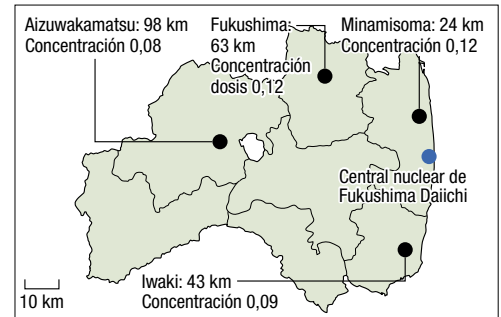 Aizuwakamatsu: 98 km
Concentración 0,08
Fukushima:
63 km
Concentración
dosis 0,12
Minamisoma: 24 km
Concentración 0,12
Central nuclear de
Fukushima Daiichi
Iwaki: 43 km
Concentración 0,09
10 km